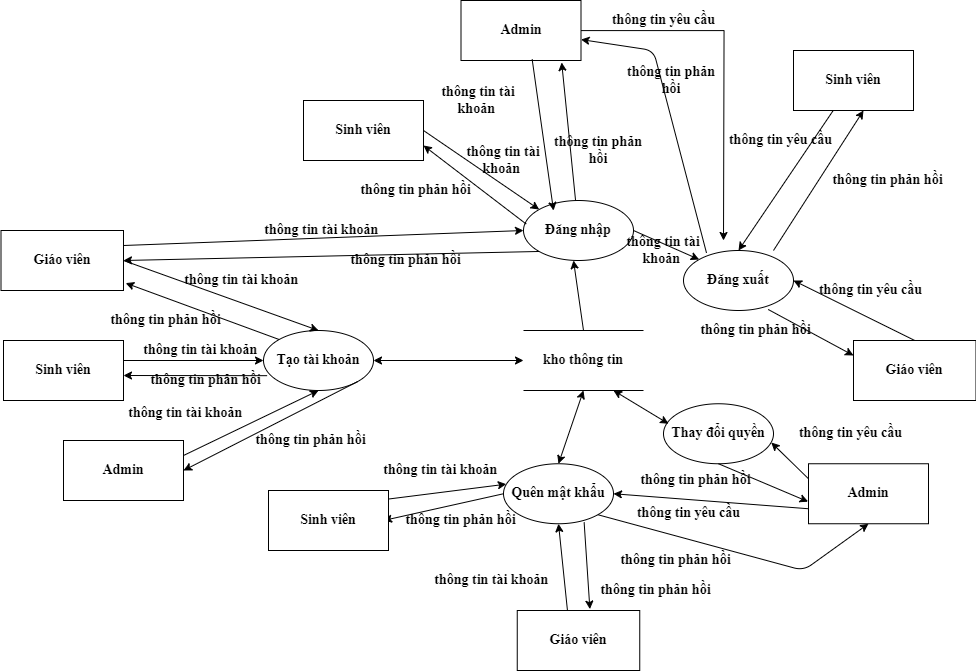 Admin
thông tin yêu cầu
Sinh viên
thông tin phản
hồi
thông tin tài
khoản
Sinh viên
thông tin yêu cầu
thông tin phản
hồi
thông tin tài
khoản
thông tin phản hồi
thông tin phản hồi
Đăng nhập
thông tin tài khoản
thông tin tài
khoản
Giáo viên
thông tin phản hồi
Đăng xuất
thông tin tài khoản
thông tin yêu cầu
thông tin phản hồi
thông tin phản hồi
thông tin tài khoản
Tạo tài khoản
kho thông tin
Sinh viên
Giáo viên
thông tin phản hồi
thông tin tài khoản
Thay đổi quyền
thông tin yêu cầu
thông tin phản hồi
Admin
thông tin tài khoản
thông tin phản hồi
Quên mật khẩu
Admin
thông tin yêu cầu
Sinh viên
thông tin phản hồi
thông tin phản hồi
thông tin tài khoản
thông tin phản hồi
Giáo viên